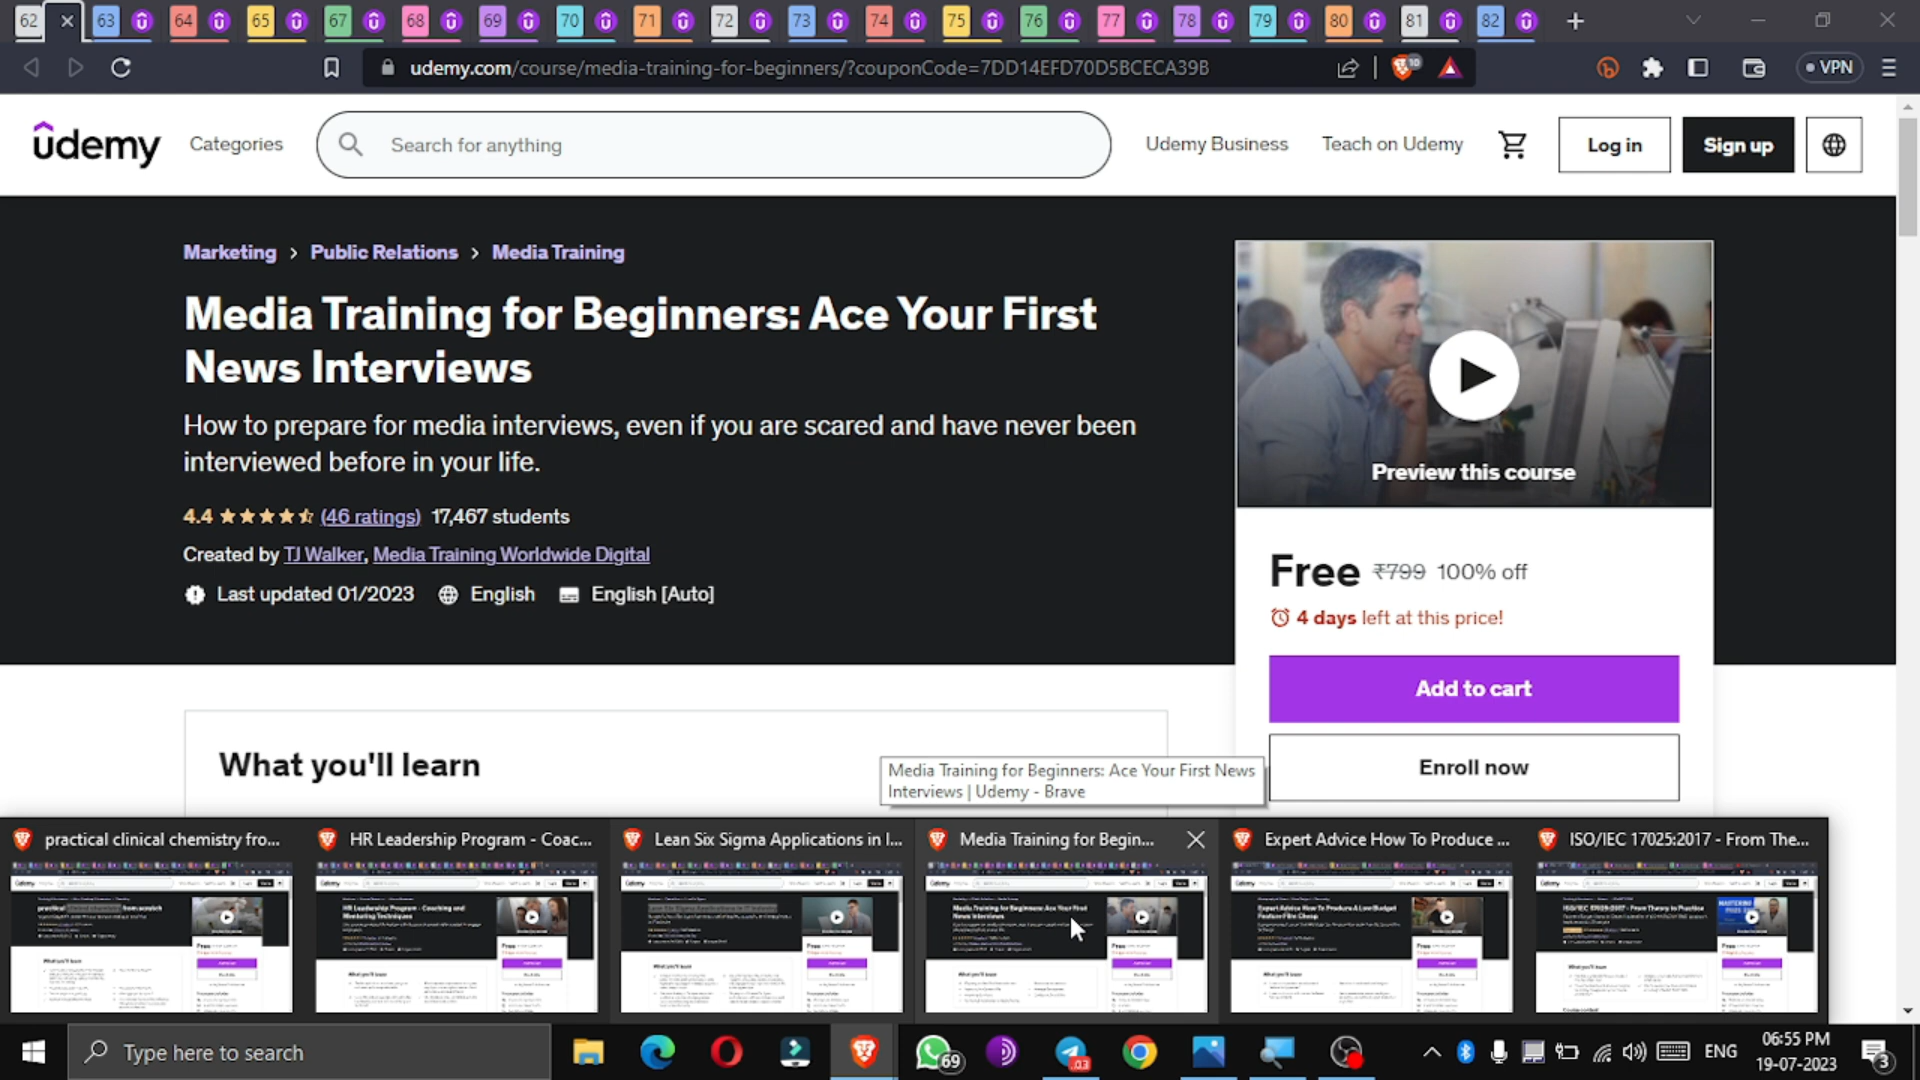 62 63 64 65 67 68 69 70 71 72 73 74 75 76 77 78 79 80 81 82
udemy.com/course/media-training-for-beginners/?couponCode=7DD14EFD70D5BCECA39B
10
VPN
udemy
Categories
Search for anything
Udemy Business
Teach on Udemy
Log in
Sign up
Marketing > Public Relations > Media Training
Media Training for Beginners: Ace Your First
News Interviews
How to prepare for media interviews, even if you are scared and have never been
interviewed before in your life.
4.4 (46 ratings) 17,467 students
Created by TJ Walker, Media Training Worldwide Digital
Last updated 01/2023 English English [Auto]
Preview this course
Free ₹799 100% off
4 days left at this price!
Add to cart
Enroll now
What you'll learn
Media Training for Beginners: Ace Your First News
Interviews | Udemy - Brave
practical clinical chemistry fro...
HR Leadership Program - Coac...
Lean Six Sigma Applications in I...
Media Training for Begin...
Expert Advice How To Produce ...
ISO/IEC 17025:2017 - From The...
Type here to search
69
.03
ENG
06:55 PM
19-07-2023
3